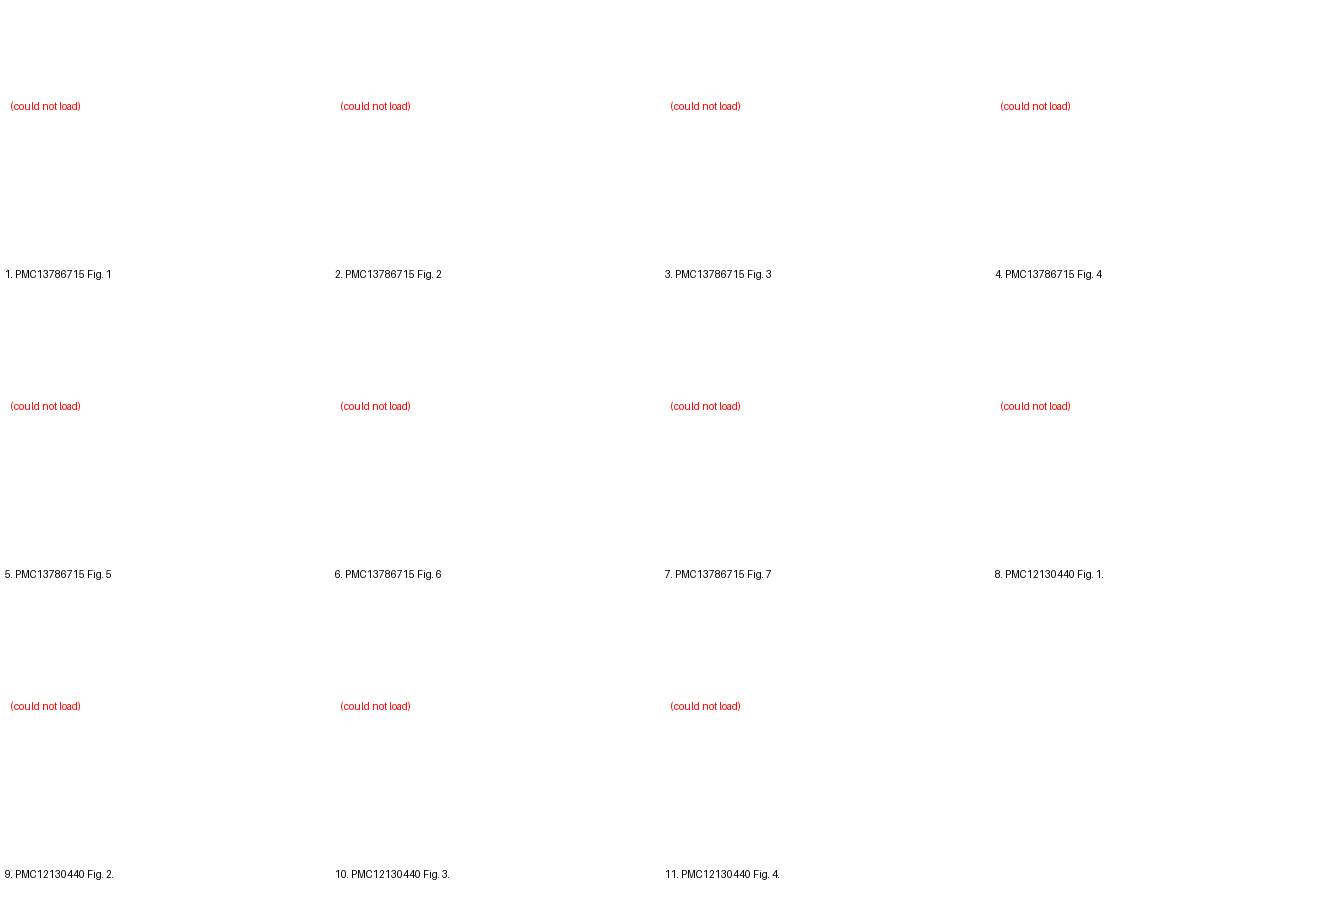 (could not load) (could not load) (could not load) (could not load)
1. PMC13786715 Fig. 1 2. PMC13786715 Fig. 2 3. PMC13786715 Fig. 3 4. PMC13786715 Fig. 4
(could not load) (could not load) (could not load) (could not load)
5. PMC13786715 Fig. 5 6. PMC13786715 Fig. 6 7. PMC13786715 Fig. 7 8. PMC12130440 Fig. 1.
(could not load) (could not load) (could not load)
9. PMC12130440 Fig. 2. 10. PMC12130440 Fig. 3. 11. PMC12130440 Fig. 4.